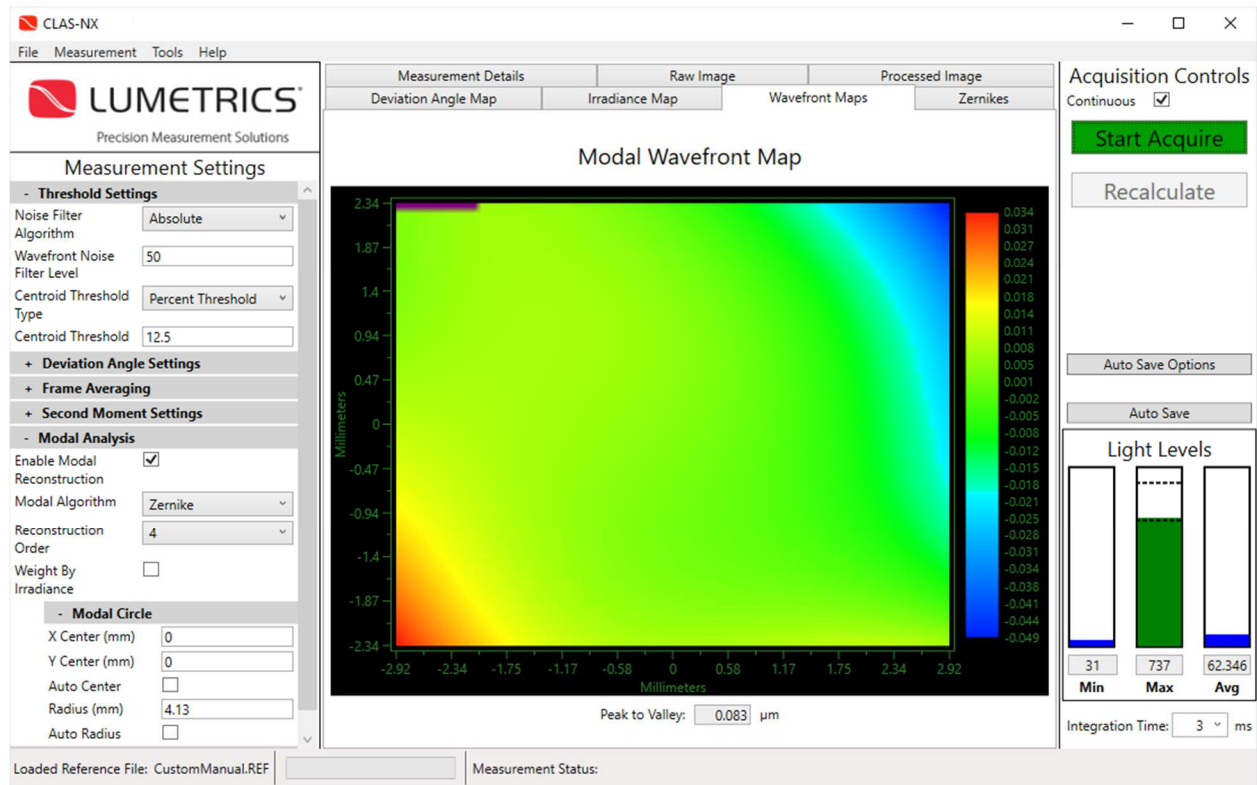 CLAS-NX
File Measurement Tools Help
LUMETRICS
Precision Measurement Solutions
Measurement Settings
- Threshold Settings
Noise Filter
Algorithm
Absolute
Wavefront Noise
Filter Level
50
Centroid Threshold
Type
Percent Threshold
Centroid Threshold
12.5
+ Deviation Angle Settings
+ Frame Averaging
+ Second Moment Settings
- Modal Analysis
Enable Modal
Reconstruction
Modal Algorithm
Zernike
Reconstruction
Order
4
Weight By
Irradiance
- Modal Circle
X Center (mm) 0
Y Center (mm) 0
Auto Center
Radius (mm) 4.13
Auto Radius
Measurement Details Raw Image Processed Image
Deviation Angle Map Irradiance Map Wavefront Maps Zernikes
Modal Wavefront Map
2.34
1.87
1.4
0.94
0.47
0
-0.47
-0.94
-1.4
-1.87
-2.34
Millimeters
-2.92 -2.34 -1.75 -1.17 -0.58 0 0.58 1.17 1.75 2.34 2.92
Millimeters
0.034
0.031
0.027
0.024
0.021
0.018
0.014
0.011
0.008
0.005
0.001
-0.002
-0.005
-0.008
-0.012
-0.015
-0.018
-0.021
-0.025
-0.028
-0.031
-0.034
-0.038
-0.041
-0.044
-0.049
Peak to Valley: 0.083 µm
Acquisition Controls
Continuous
Start Acquire
Recalculate
Auto Save Options
Auto Save
Light Levels
31 737 62.346
Min Max Avg
Integration Time: 3 ms
Loaded Reference File: CustomManual.REF
Measurement Status: